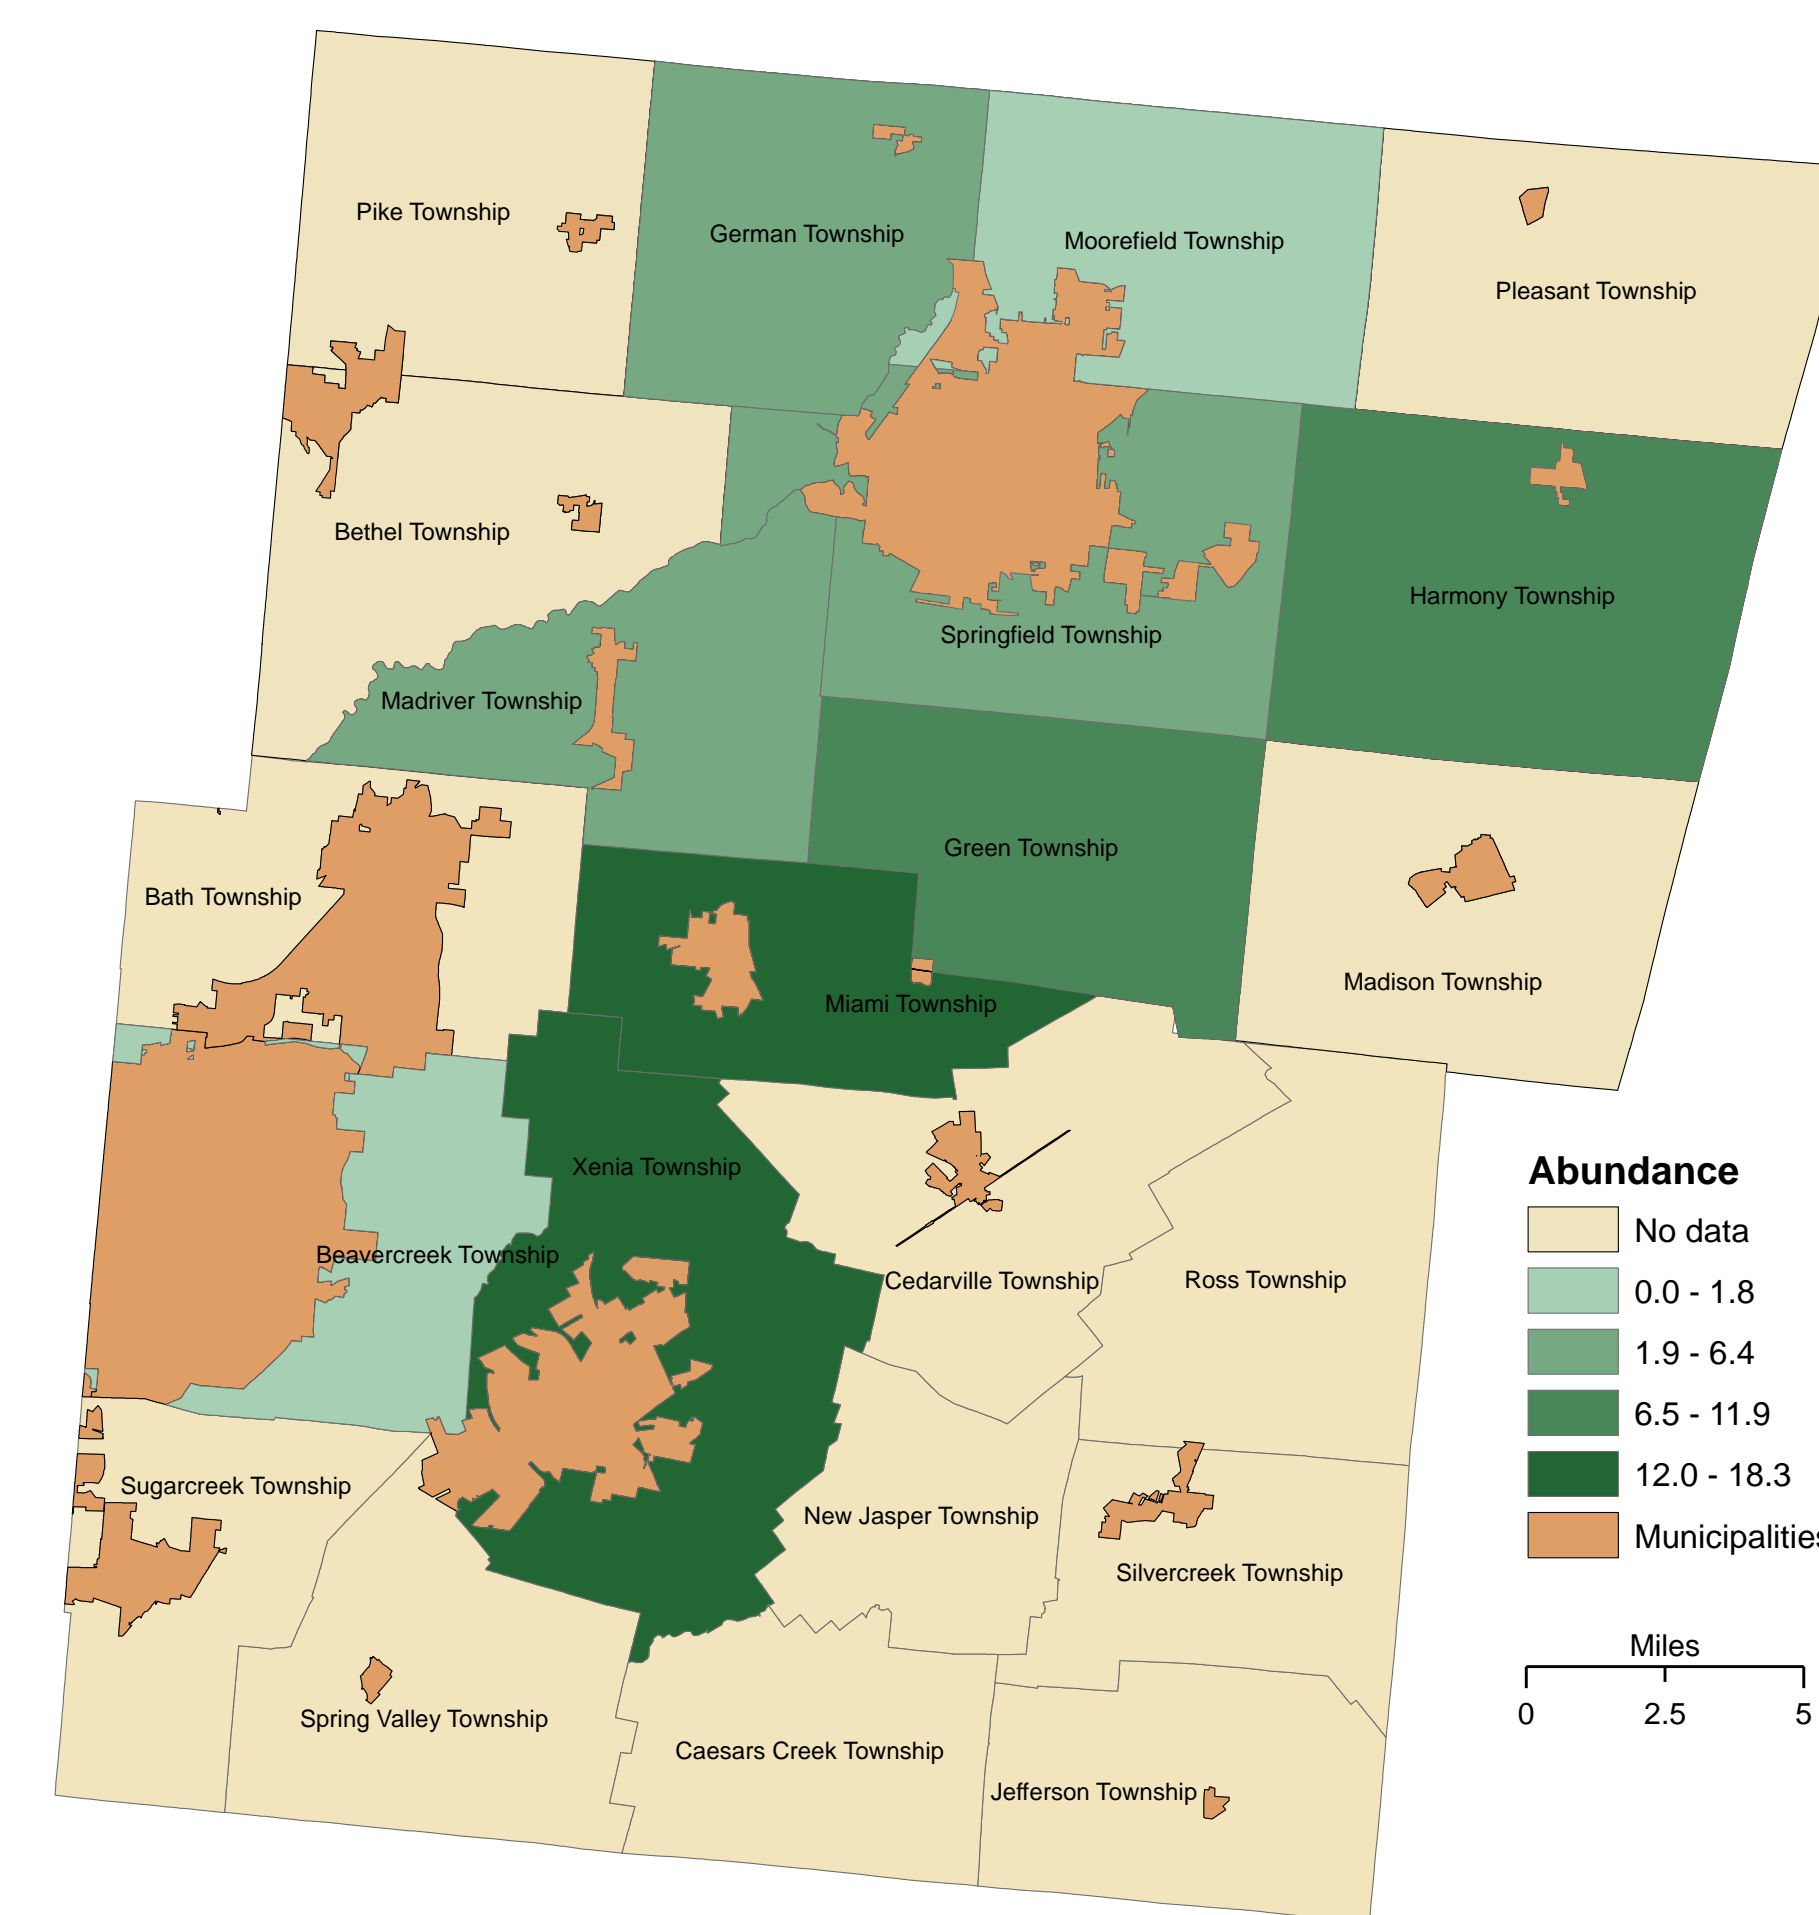 Pike Township
German Township
Moorefield Township
Pleasant Township
Bethel Township
Harmony Township
Springfield Township
Madriver Township
Green Township
Bath Township
Madison Township
Miami Township
Xenia Township
Beavercreek Township
Cedarville Township
Ross Township
Sugarcreek Township
New Jasper Township
Silvercreek Township
Spring Valley Township
Caesars Creek Township
Jefferson Township
Abundance
No data
0.0 - 1.8
1.9 - 6.4
6.5 - 11.9
12.0 - 18.3
Municipalities
Miles
0 2.5 5